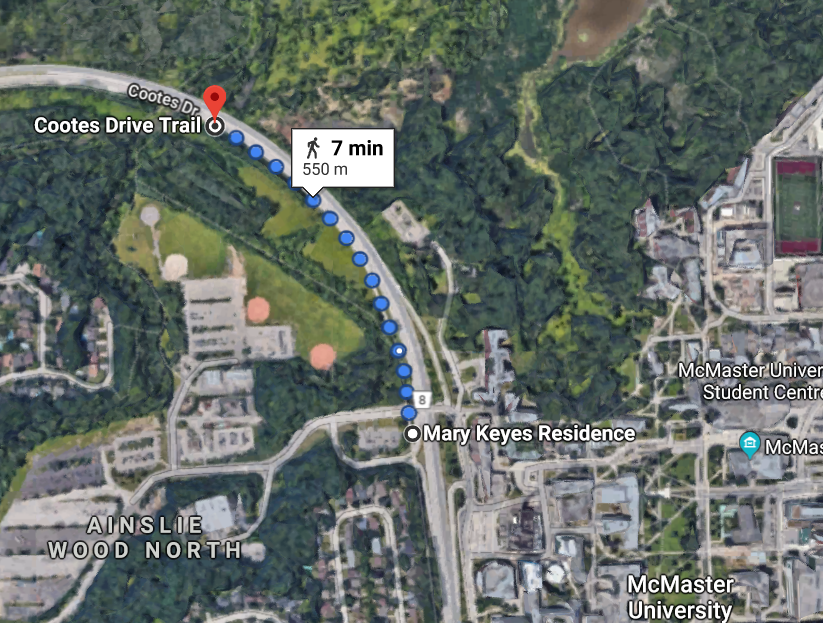 Cootes Dr
Cootes Drive Trail
7 min
550 m
8
McMaster Univer
Student Centre
Mary Keyes Residence
McMas
AINSLIE
WOOD NORTH
McMaster
University